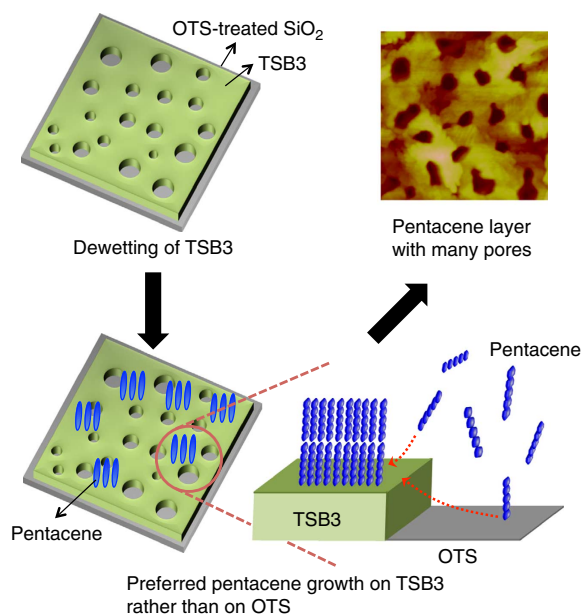 OTS-treated SiO₂
TSB3
Dewetting of TSB3
Pentacene layer
with many pores
Pentacene
TSB3
OTS
Pentacene
Preferred pentacene growth on TSB3
rather than on OTS